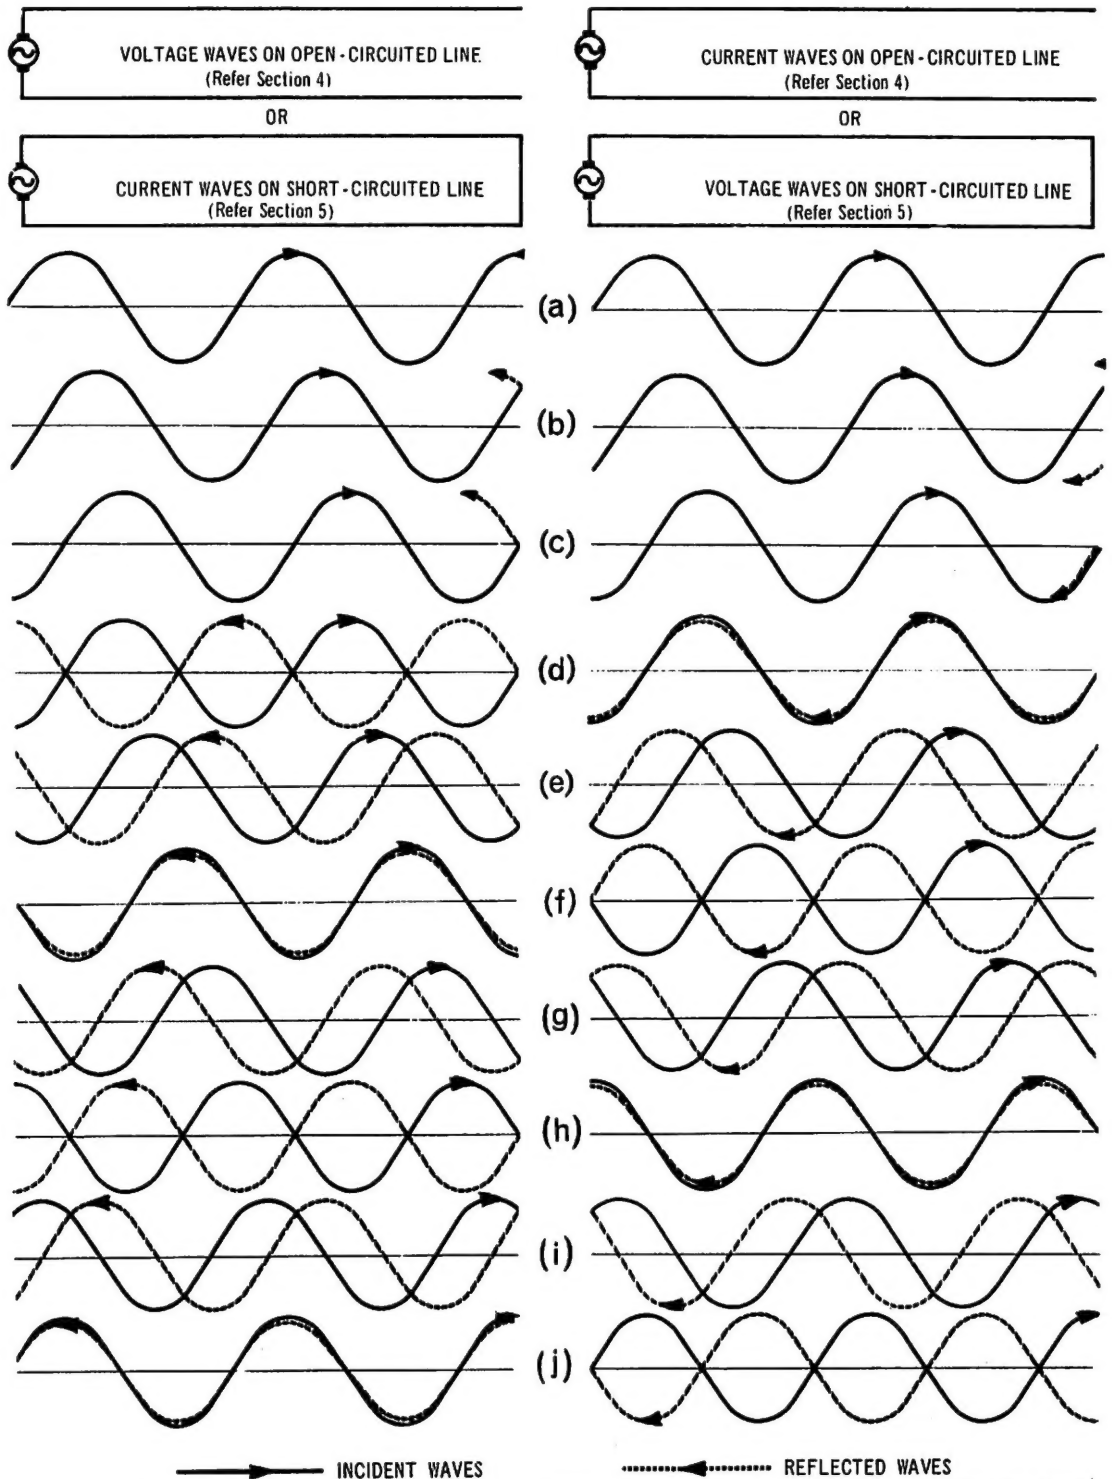 VOLTAGE WAVES ON OPEN-CIRCUITED LINE.
(Refer Section 4)
OR
CURRENT WAVES ON SHORT-CIRCUITED LINE
(Refer Section 5)
CURRENT WAVES ON OPEN-CIRCUITED LINE
(Refer Section 4)
OR
VOLTAGE WAVES ON SHORT-CIRCUITED LINE
(Refer Section 5)
(a)
(b)
(c)
(d)
(e)
(f)
(g)
(h)
(i)
(j)
INCIDENT WAVES
REFLECTED WAVES